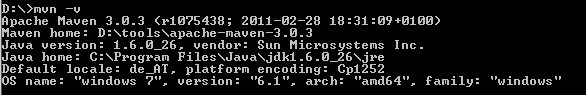 D:\>mvn -v
Apache Maven 3.0.3 (r1075438; 2011-02-28 18:31:09+0100)
Maven home: D:\tools\apache-maven-3.0.3
Java version: 1.6.0_26, vendor: Sun Microsystems Inc.
Java home: C:\Program Files\Java\jdk1.6.0_26\jre
Default locale: de_AT, platform encoding: Cp1252
OS name: "windows 7", version: "6.1", arch: "amd64", family: "windows"